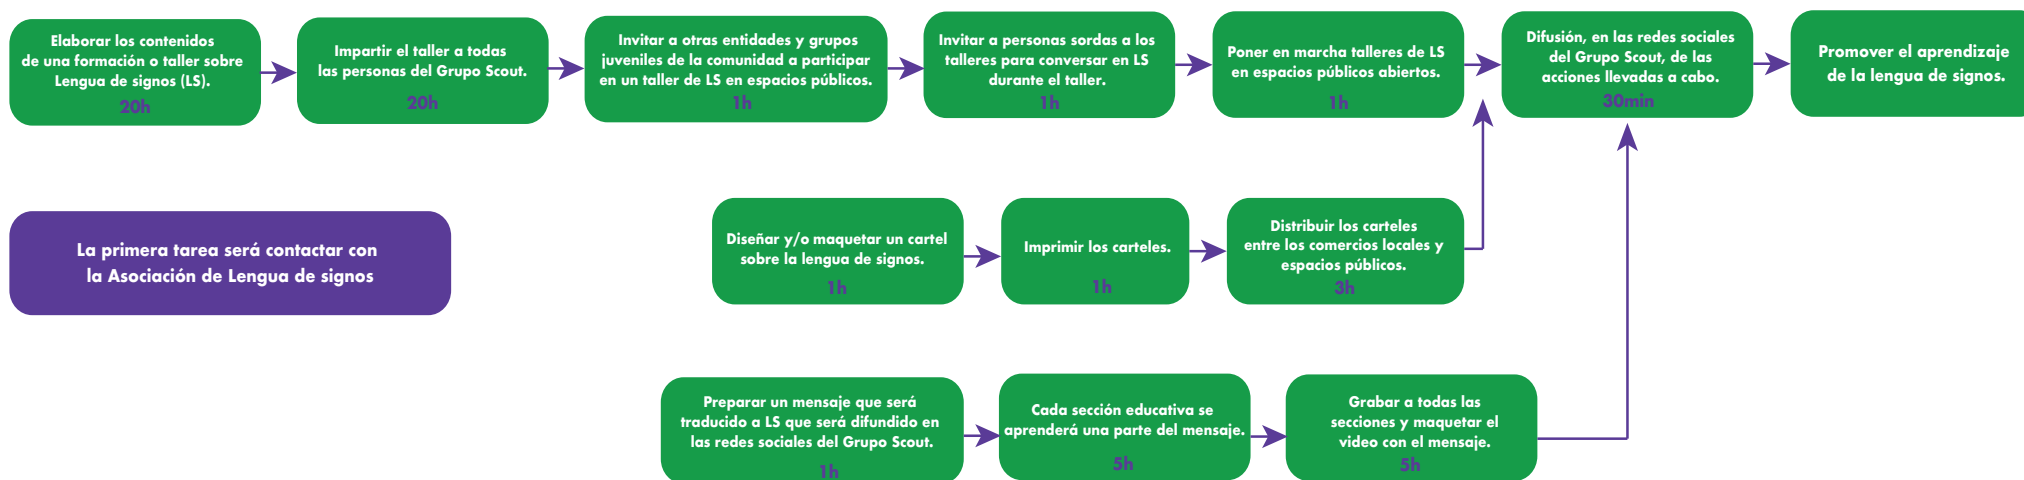 Elaborar los contenidos
de una formación o taller sobre
Lengua de signos (LS).
20h
Impartir el taller a todas
las personas del Grupo Scout.
20h
Invitar a otras entidades y grupos
juveniles de la comunidad a participar
en un taller de LS en espacios públicos.
1h
Invitar a personas sordas a los
talleres para conversar en LS
durante el taller.
1h
Poner en marcha talleres de LS
en espacios públicos abiertos.
1h
Difusión, en las redes sociales
del Grupo Scout, de las
acciones llevadas a cabo.
30min
Promover el aprendizaje
de la lengua de signos.
La primera tarea será contactar con
la Asociación de Lengua de signos
Diseñar y/o maquetar un cartel
sobre la lengua de signos.
1h
Imprimir los carteles.
1h
Distribuir los carteles
entre los comercios locales y
espacios públicos.
3h
Preparar un mensaje que será
traducido a LS que será difundido en
las redes sociales del Grupo Scout.
1h
Cada sección educativa se
aprenderá una parte del mensaje.
5h
Grabar a todas las
secciones y maquetar el
video con el mensaje.
5h